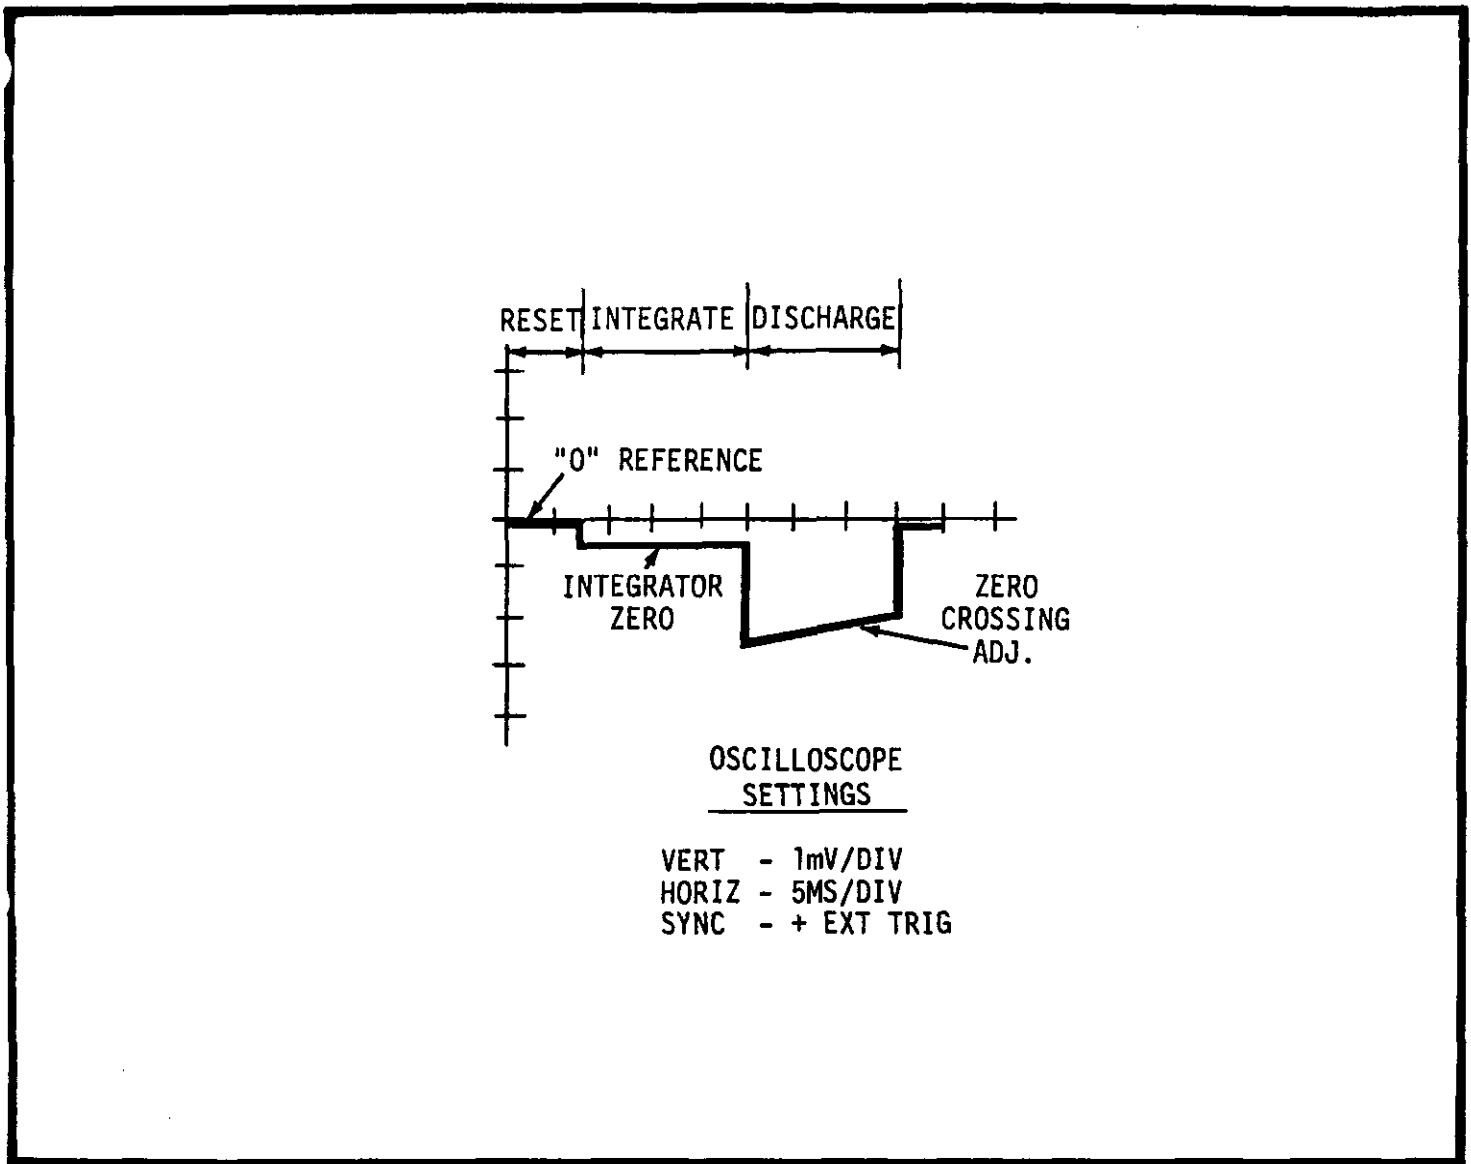 RESET INTEGRATE DISCHARGE
"0" REFERENCE
INTEGRATOR
ZERO
ZERO
CROSSING
ADJ.
OSCILLOSCOPE
SETTINGS
VERT - 1mV/DIV
HORIZ - 5MS/DIV
SYNC - + EXT TRIG